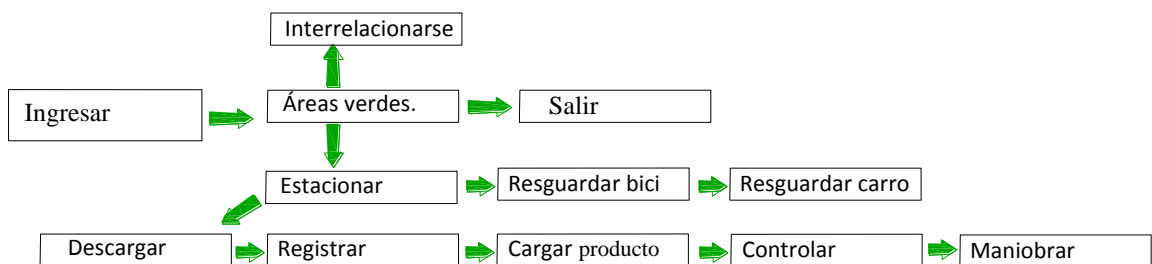 Interrelacionarse
Ingresar
Áreas verdes.
Salir
Estacionar
Resguardar bici
Resguardar carro
Descargar
Registrar
Cargar producto
Controlar
Maniobrar